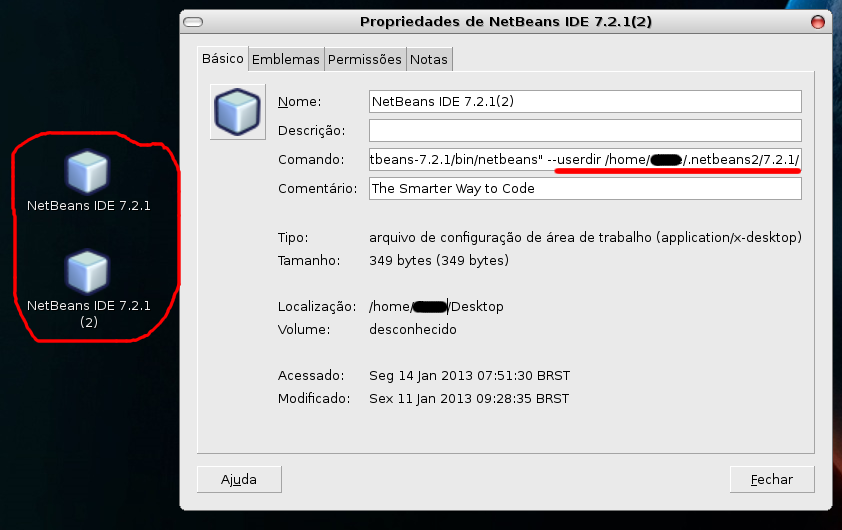 Propriedades de NetBeans IDE 7.2.1(2)
Básico Emblemas Permissões Notas
Nome: NetBeans IDE 7.2.1(2)
Descrição:
Comando: tbeans-7.2.1/bin/netbeans" --userdir /home/ /.netbeans2/7.2.1/
Comentário: The Smarter Way to Code
Tipo: arquivo de configuração de área de trabalho (application/x-desktop)
Tamanho: 349 bytes (349 bytes)
Localização: /home/ /Desktop
Volume: desconhecido
Acessado: Seg 14 Jan 2013 07:51:30 BRST
Modificado: Sex 11 Jan 2013 09:28:35 BRST
Ajuda Fechar
NetBeans IDE 7.2.1
NetBeans IDE 7.2.1
(2)